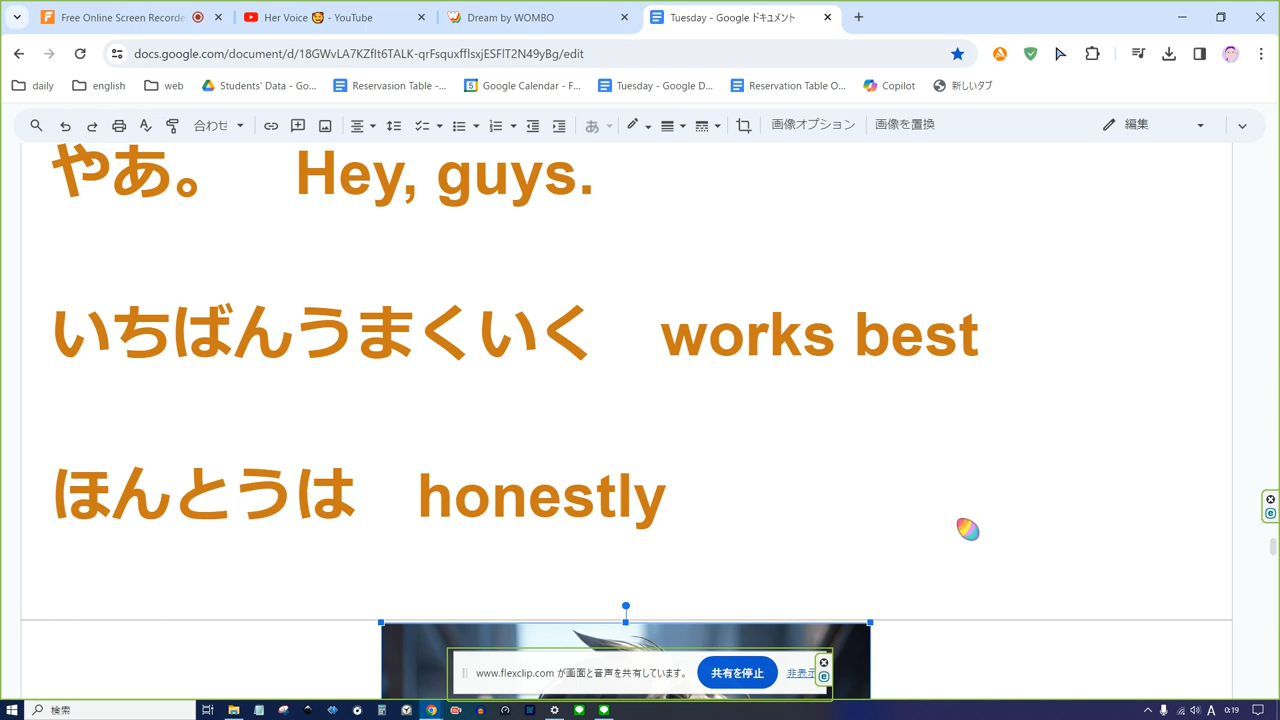 Free Online Screen Recorde
Her Voice 🥰 - YouTube
Dream by WOMBO
Tuesday - Google ドキュメント
docs.google.com/document/d/18GWvLA7KZflt6TALK-qrFsquxfflsxjESFlT2N49yBg/edit
daily
english
web
Students' Data - Go...
Reservasion Table -...
Google Calendar - F...
Tuesday - Google D...
Reservation Table O...
Copilot
新しいタブ
合わせ
あ
画像オプション
画像を置換
編集
やあ。 Hey, guys.
いちばんうまくいく works best
ほんとうは honestly
www.flexclip.com が画面と音声を共有しています。
共有を停止
非表示
検索
A
0:19